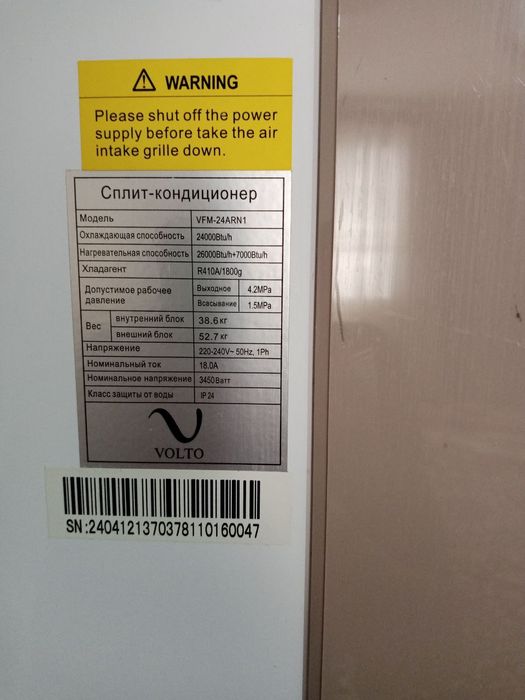 WARNING
Please shut off the power
supply before take the air
intake grille down.
Сплит-кондиционер
Модель VFM-24ARN1
Охлаждающая способность 24000Btu/h
Нагревательная способность 26000Btu/h+7000Btu/h
Хладагент R410A/1800g
Допустимое рабочее давление Выходное 4.2MPa
Всасывание 1.5MPa
Вес внутренний блок 38.6кг
внешний блок 52.7кг
Напряжение 220-240V~ 50Hz, 1Ph
Номинальный ток 18.0A
Номинальное напряжение 3450Ватт
Класс защиты от воды IP 24
VOLTO
SN:2404121370378110160047